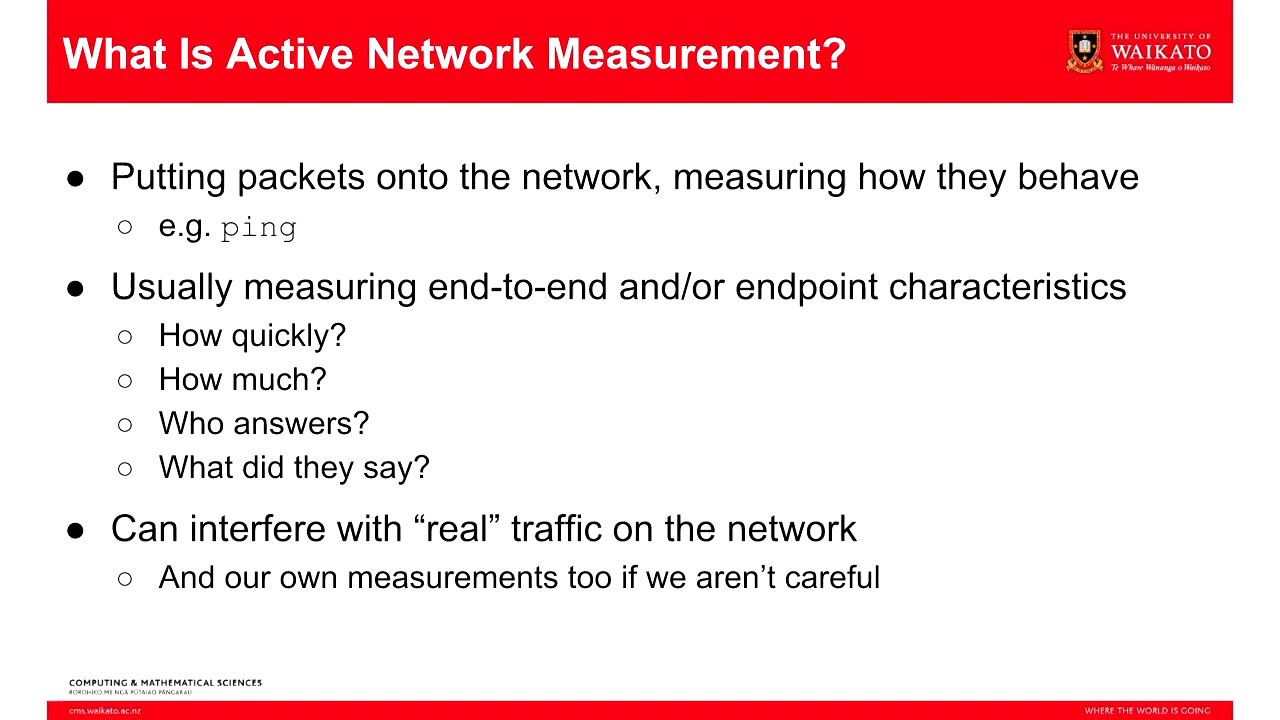 What Is Active Network Measurement?
THE UNIVERSITY OF
WAIKATO
Te Whare Wānanga o Waikato
● Putting packets onto the network, measuring how they behave
○ e.g. ping
● Usually measuring end-to-end and/or endpoint characteristics
○ How quickly?
○ How much?
○ Who answers?
○ What did they say?
● Can interfere with “real” traffic on the network
○ And our own measurements too if we aren’t careful
COMPUTING & MATHEMATICAL SCIENCES
ROROHIKO ME NGĀ PŪTAIAO PĀNGARAU
cms.waikato.ac.nz
WHERE THE WORLD IS GOING